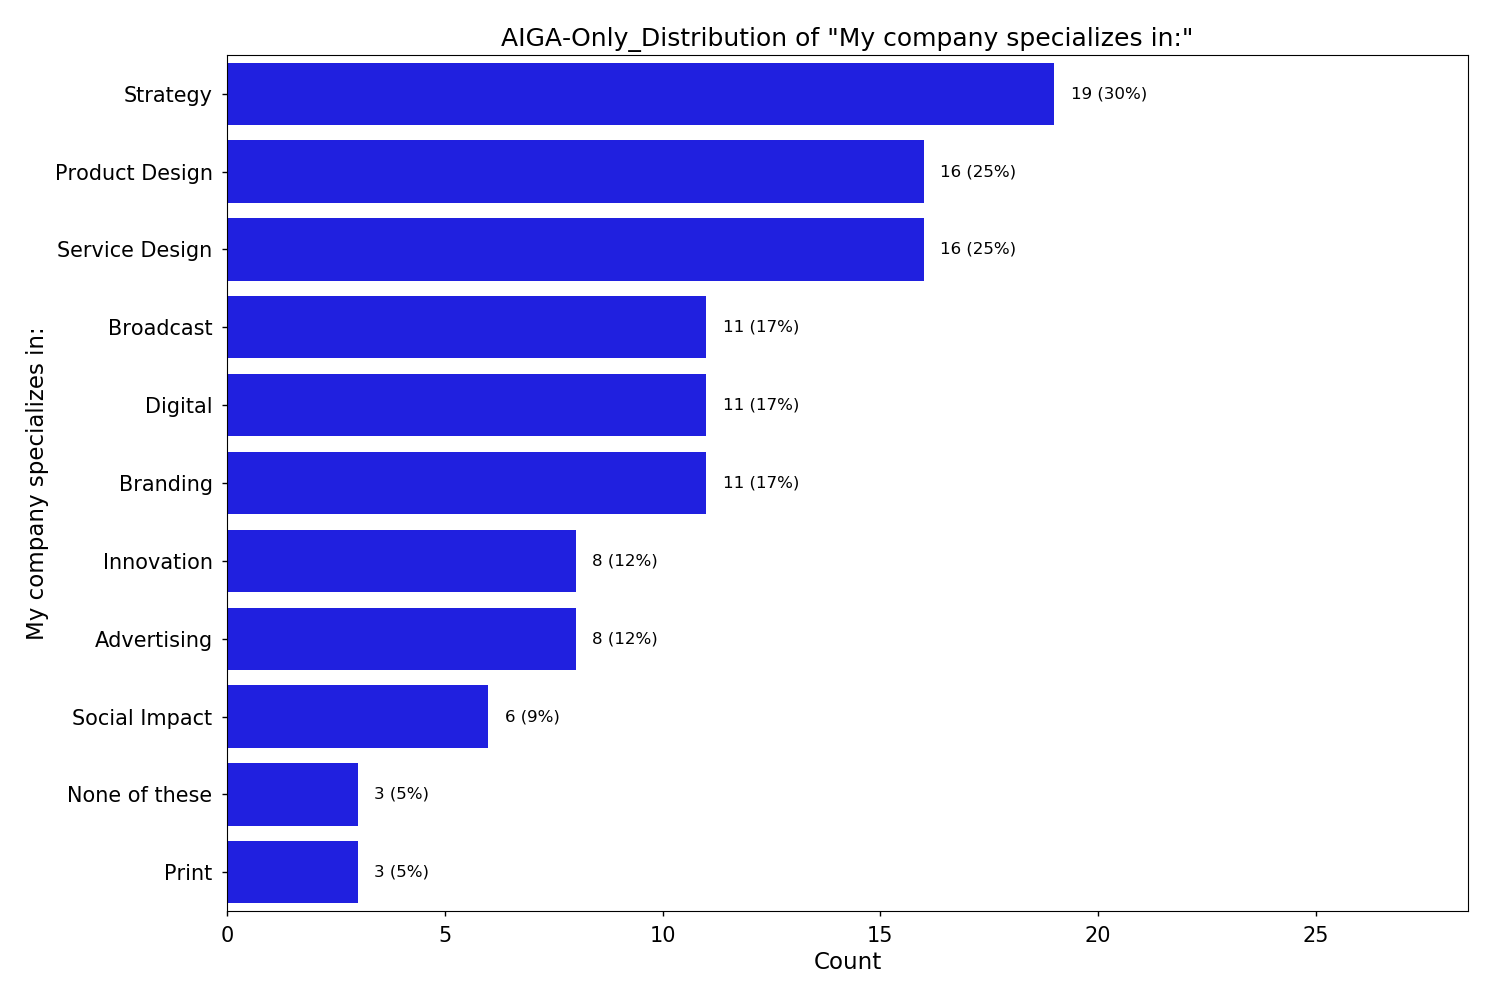 AIGA-Only_Distribution of "My company specializes in:"
My company specializes in:
Strategy 19 (30%)
Product Design 16 (25%)
Service Design 16 (25%)
Broadcast 11 (17%)
Digital 11 (17%)
Branding 11 (17%)
Innovation 8 (12%)
Advertising 8 (12%)
Social Impact 6 (9%)
None of these 3 (5%)
Print 3 (5%)
0 5 10 15 20 25
Count